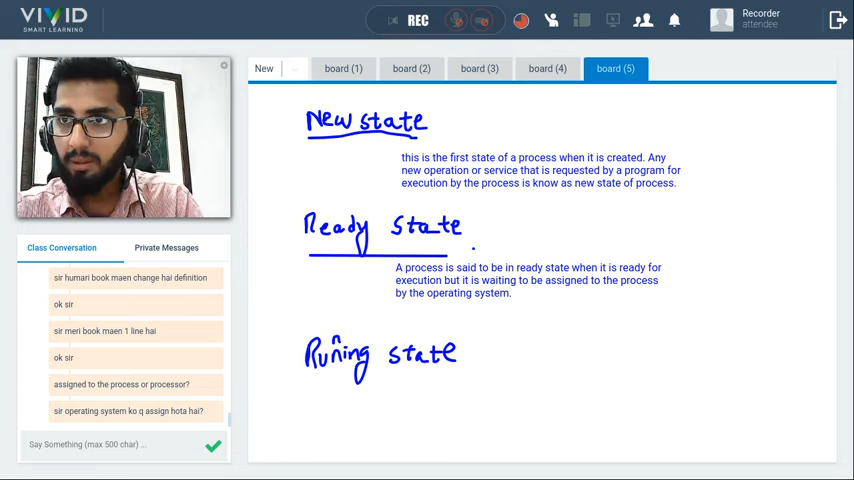 VIVID
SMART LEARNING
REC
Recorder
attendee
New
board (1)
board (2)
board (3)
board (4)
board (5)
New state
this is the first state of a process when it is created. Any
new operation or service that is requested by a program for
execution by the process is know as new state of process.
Ready state
A process is said to be in ready state when it is ready for
execution but it is waiting to be assigned to the process
by the operating system.
Runing state
n
Class Conversation
Private Messages
sir humari book maen change hai definition
ok sir
sir meri book maen 1 line hai
ok sir
assigned to the process or processor?
sir operating system ko q assign hota hai?
Say Something (max 500 char) ...